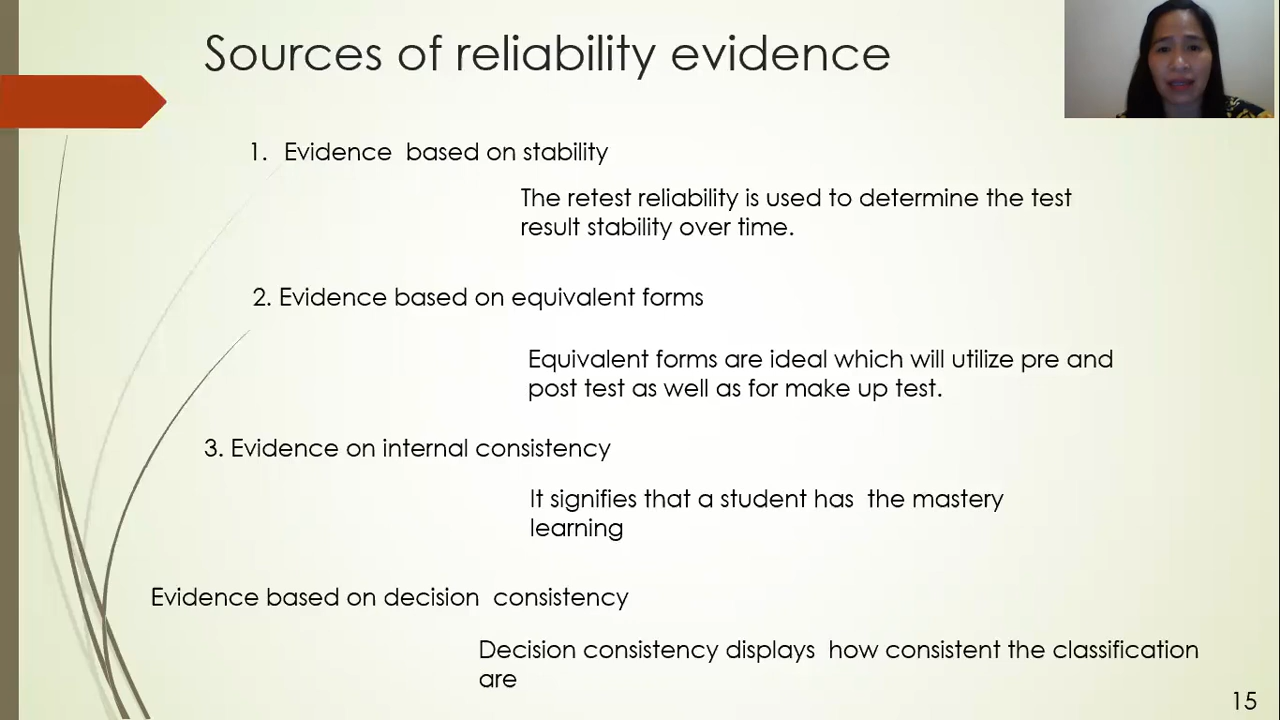 Sources of reliability evidence
1. Evidence based on stability
The retest reliability is used to determine the test
result stability over time.
2. Evidence based on equivalent forms
Equivalent forms are ideal which will utilize pre and
post test as well as for make up test.
3. Evidence on internal consistency
It signifies that a student has the mastery
learning
Evidence based on decision consistency
Decision consistency displays how consistent the classification
are
15